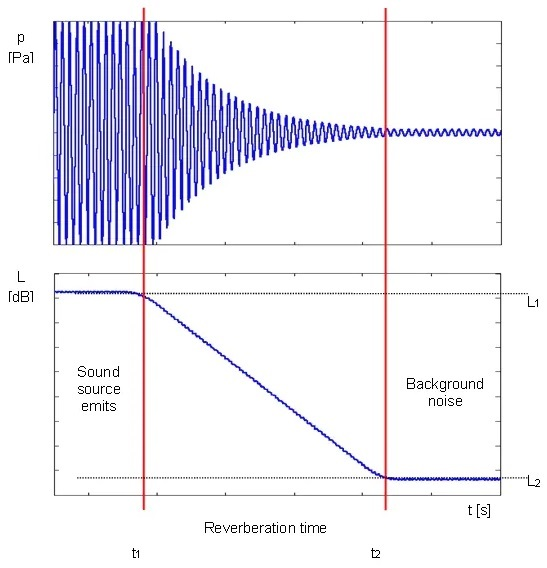 p
[Pa]
L
[dB]
L1
Sound
source
emits
Background
noise
L2
t [s]
Reverberation time
t1
t2